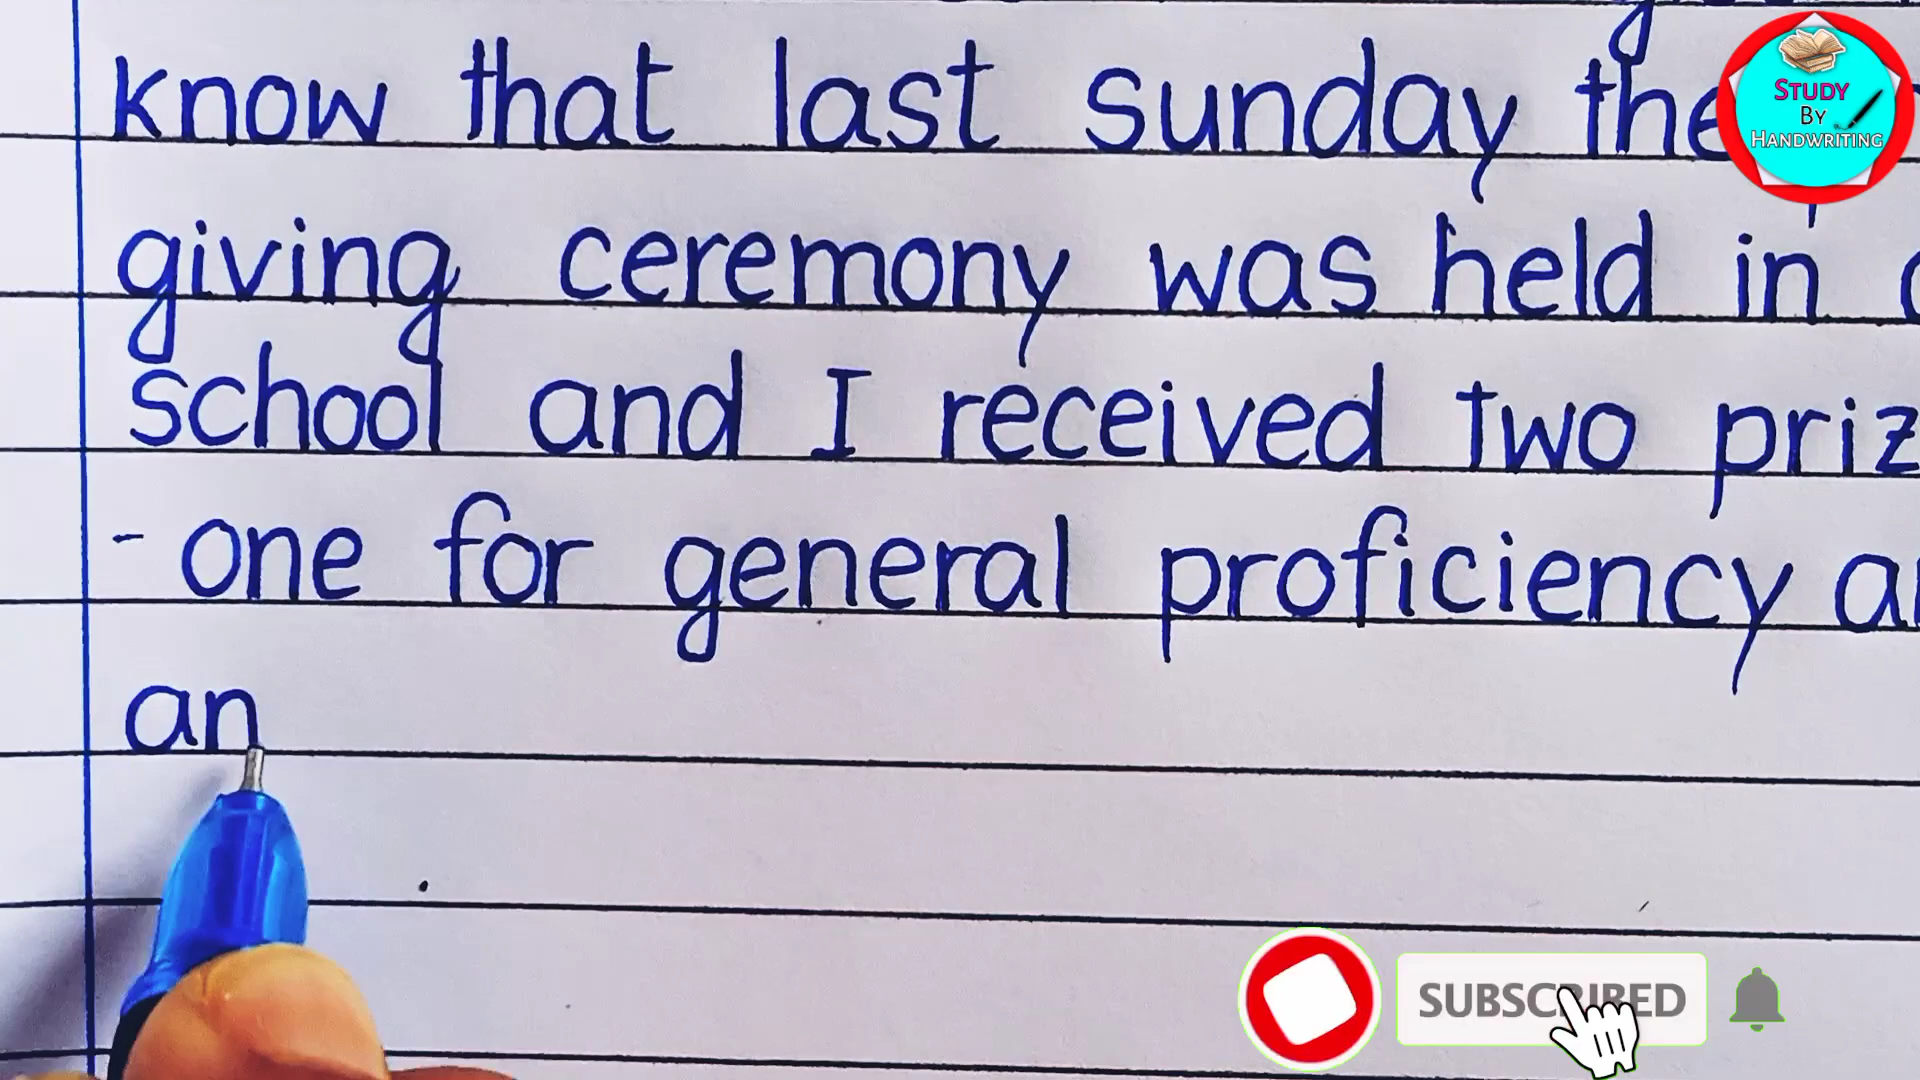 know that last sunday the
giving ceremony was held in
school and I received two priz
- one for general proficiency a
an
STUDY
By
HANDWRITING
SUBSCRIBED